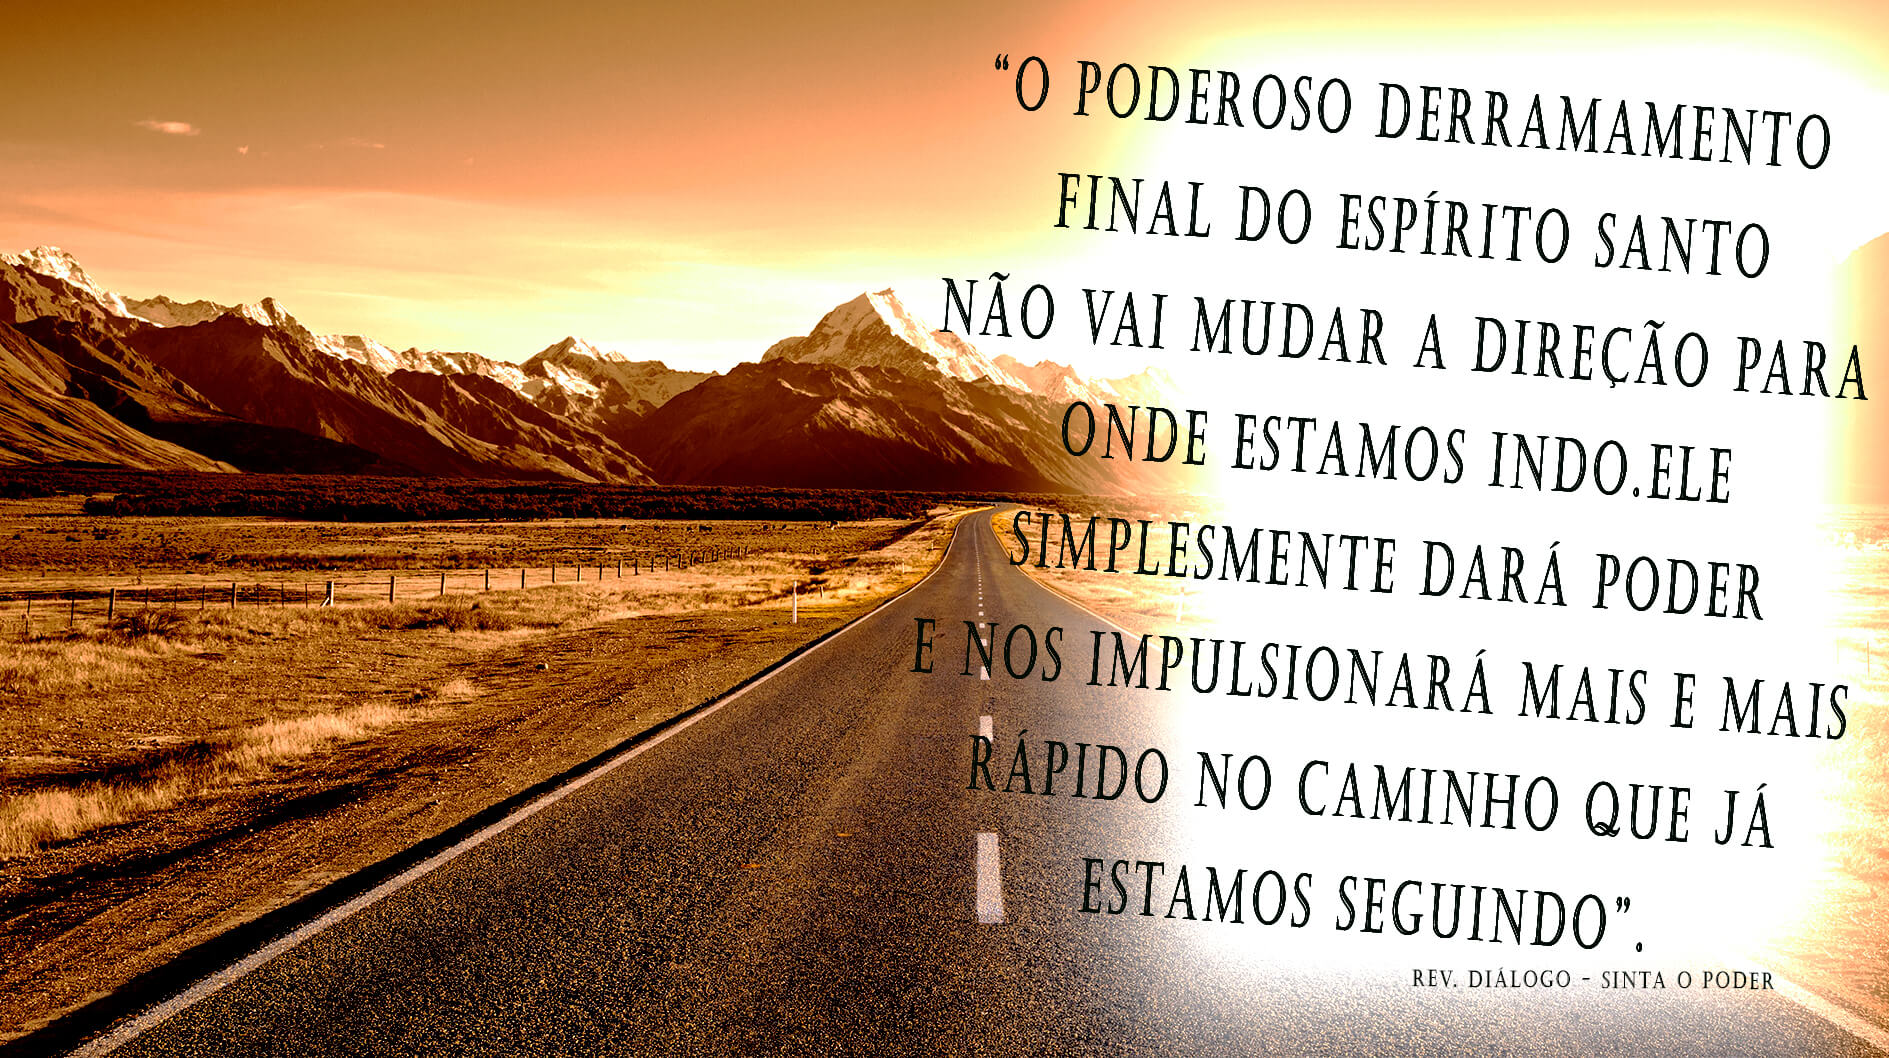 “O PODEROSO DERRAMAMENTO
FINAL DO ESPÍRITO SANTO
NÃO VAI MUDAR A DIREÇÃO PARA
ONDE ESTAMOS INDO.ELE
SIMPLESMENTE DARÁ PODER
E NOS IMPULSIONARÁ MAIS E MAIS
RÁPIDO NO CAMINHO QUE JÁ
ESTAMOS SEGUINDO”.
REV. DIÁLOGO - SINTA O PODER